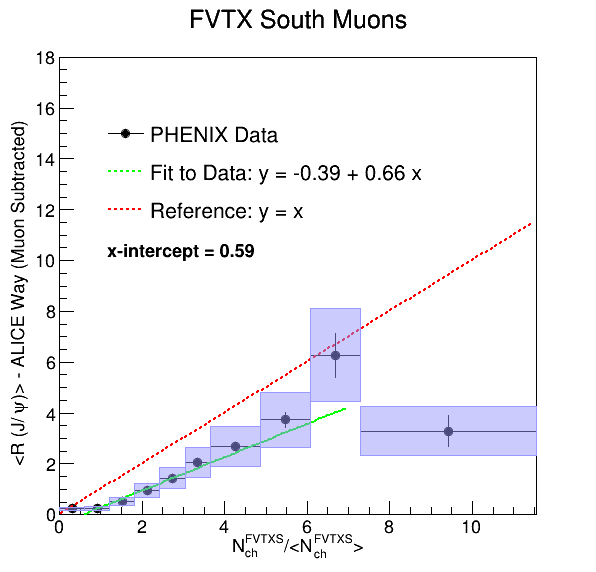 FVTX South Muons
<R (J/ψ)> - ALICE Way (Muon Subtracted)
18
16
14
12
10
8
6
4
2
0
PHENIX Data
Fit to Data: y = -0.39 + 0.66 x
Reference: y = x
x-intercept = 0.59
0 2 4 6 8 10
N_ch^FVTXS/<N_ch^FVTXS>